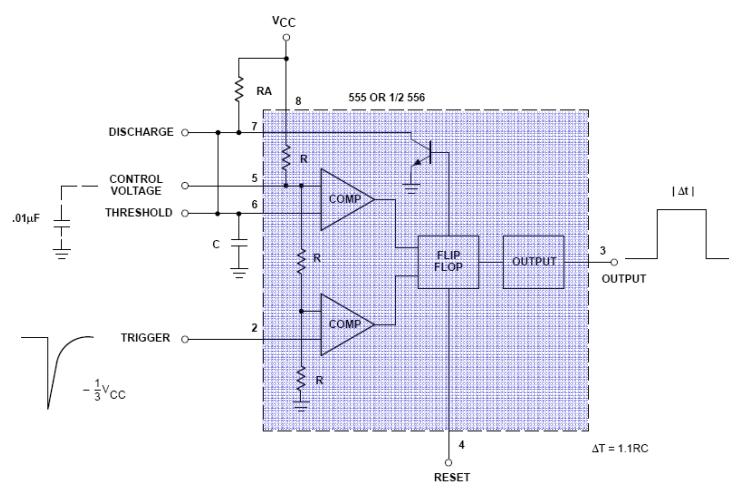 VCC
RA
8
555 OR 1/2 556
DISCHARGE
7
R
CONTROL
VOLTAGE
5
.01µF
THRESHOLD
6
COMP
C
R
FLIP
FLOP
OUTPUT
3
OUTPUT
| Δt |
TRIGGER
2
COMP
R
– 1/3 VCC
4
RESET
ΔT = 1.1RC